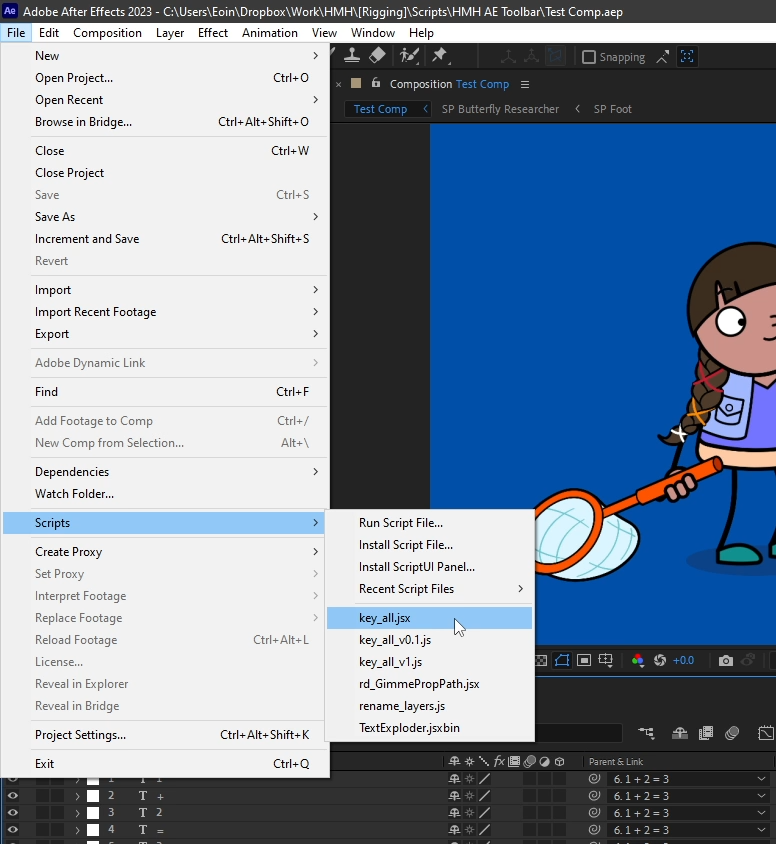 Ae Adobe After Effects 2023 - C:\Users\Eoin\Dropbox\Work\HMH\[Rigging]\Scripts\HMH AE Toolbar\Test Comp.aep
File Edit Composition Layer Effect Animation View Window Help
Snapping
New
Open Project... Ctrl+O
Open Recent
Browse in Bridge... Ctrl+Alt+Shift+O
Close Ctrl+W
Close Project
Save Ctrl+S
Save As
Increment and Save Ctrl+Alt+Shift+S
Revert
Import
Import Recent Footage
Export
Adobe Dynamic Link
Find Ctrl+F
Add Footage to Comp Ctrl+/
New Comp from Selection... Alt+\
Dependencies
Watch Folder...
Scripts
Create Proxy
Set Proxy
Interpret Footage
Replace Footage
Reload Footage Ctrl+Alt+L
License...
Reveal in Explorer
Reveal in Bridge
Project Settings... Ctrl+Alt+Shift+K
Exit Ctrl+Q
Composition Test Comp
Test Comp SP Butterfly Researcher SP Foot
Run Script File...
Install Script File...
Install ScriptUI Panel...
Recent Script Files
key_all.jsx
key_all_v0.1.js
key_all_v1.js
rd_GimmePropPath.jsx
rename_layers.js
TextExploder.jsxbin
+0.0
fx Parent & Link
1 T 6. 1 + 2 = 3
2 T + 6. 1 + 2 = 3
3 T 2 6. 1 + 2 = 3
4 T = 6. 1 + 2 = 3